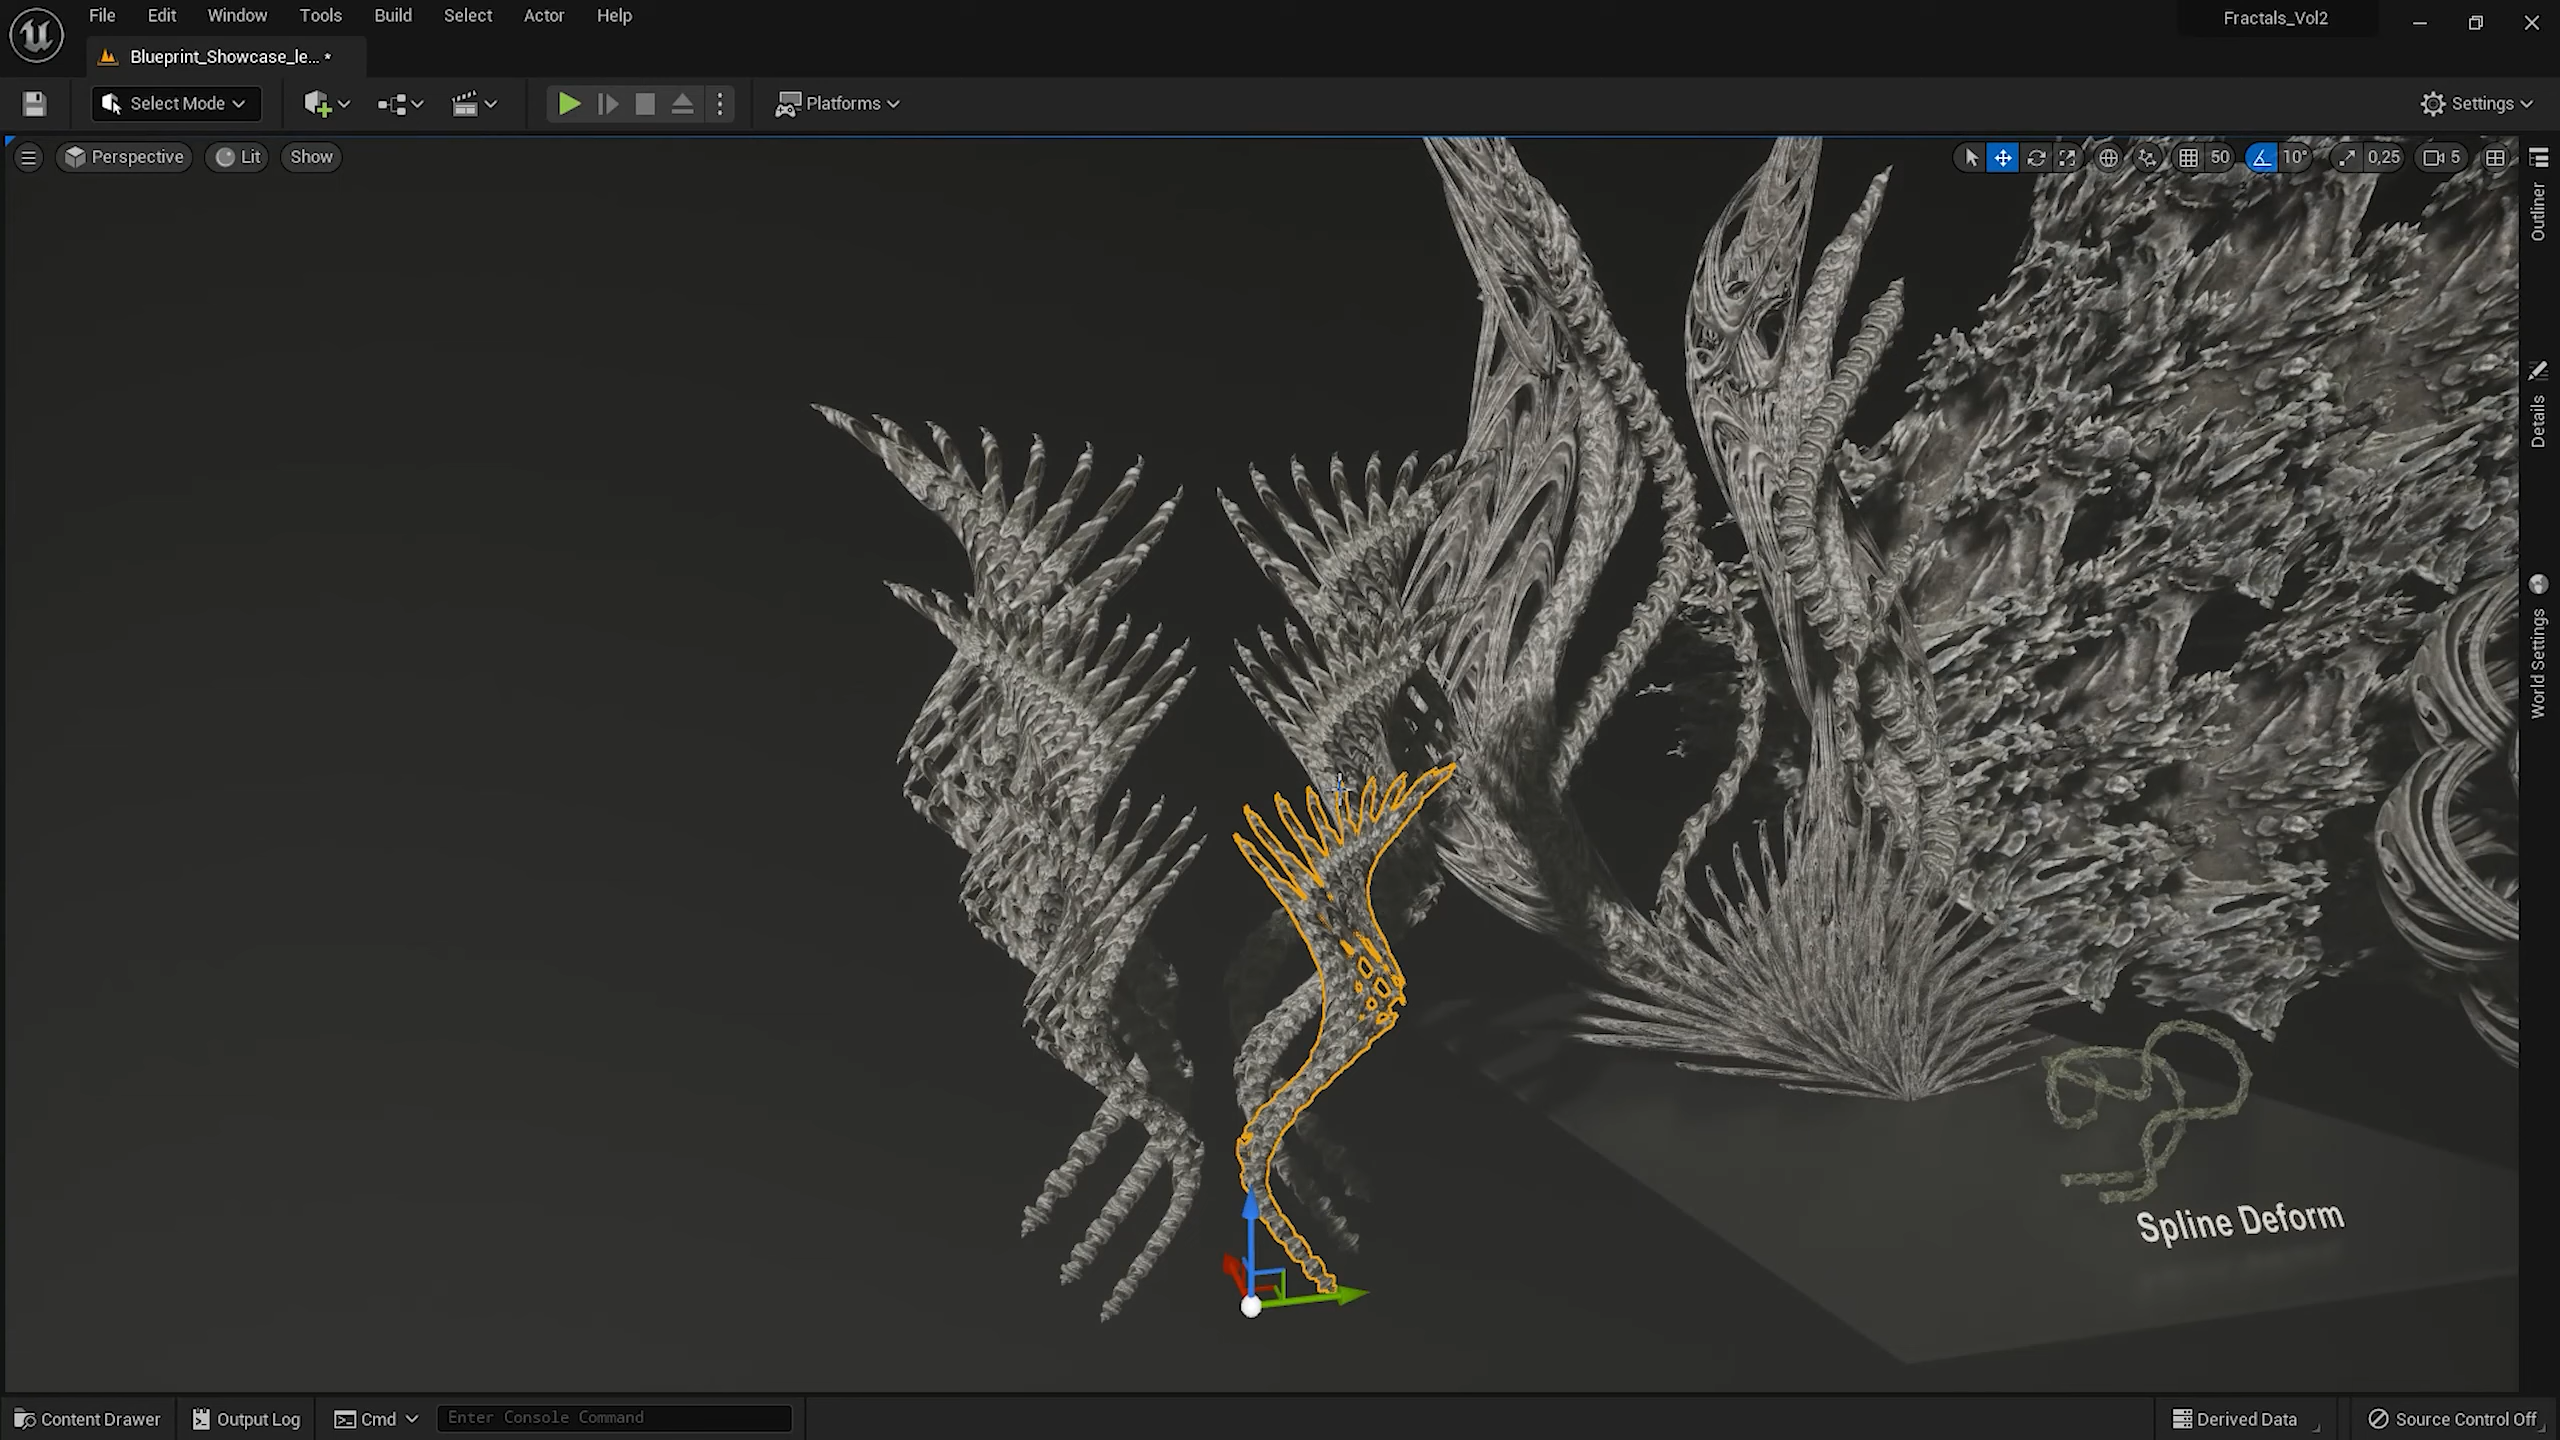 File Edit Window Tools Build Select Actor Help
Fractals_Vol2
Blueprint_Showcase_le... •
Select Mode
Platforms
Settings
Perspective
Lit
Show
50
10°
0,25
5
Outliner
Details
World Settings
Spline Deform
Content Drawer
Output Log
Cmd
Enter Console Command
Derived Data
Source Control Off